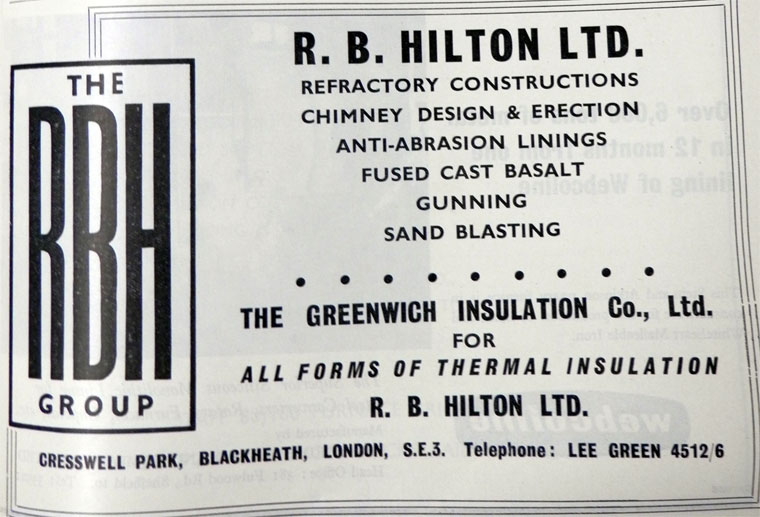 THE
RBH
GROUP
R. B. HILTON LTD.
REFRACTORY CONSTRUCTIONS
CHIMNEY DESIGN & ERECTION
ANTI-ABRASION LININGS
FUSED CAST BASALT
GUNNING
SAND BLASTING
. . . . . . . . .
THE GREENWICH INSULATION Co., Ltd.
FOR
ALL FORMS OF THERMAL INSULATION
R. B. HILTON LTD.
CRESSWELL PARK, BLACKHEATH, LONDON, S.E.3. Telephone: LEE GREEN 4512/6